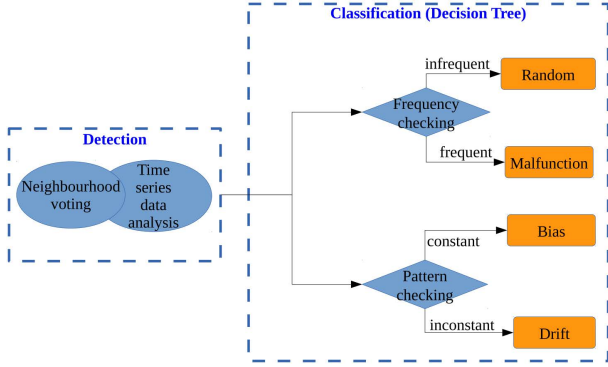 Classification (Decision Tree)
infrequent
Random
Frequency
checking
frequent
Malfunction
Detection
Neighbourhood
voting
Time
series
data
analysis
constant
Bias
Pattern
checking
inconstant
Drift